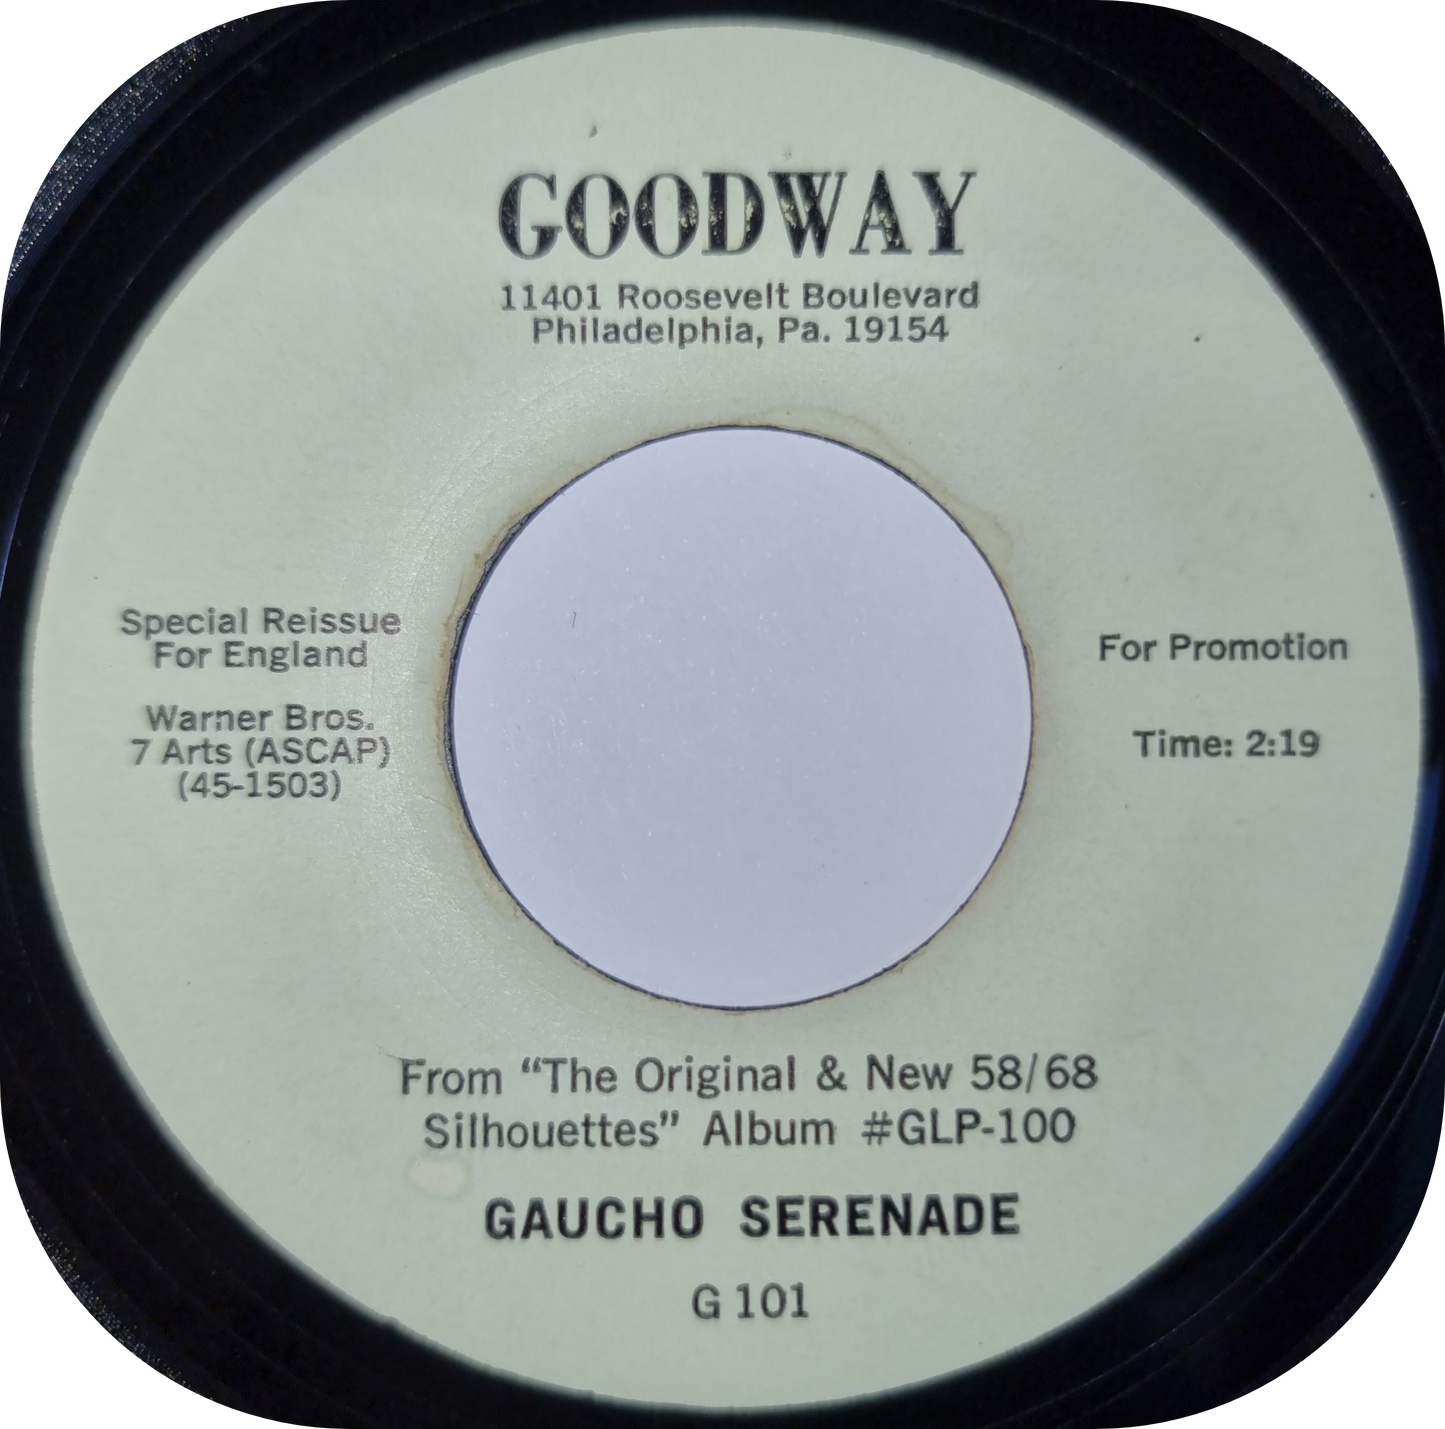 GOODWAY
11401 Roosevelt Boulevard
Philadelphia, Pa. 19154
Special Reissue
For England
Warner Bros.
7 Arts (ASCAP)
(45-1503)
For Promotion
Time: 2:19
From “The Original & New 58/68
Silhouettes” Album #GLP-100
GAUCHO SERENADE
G 101